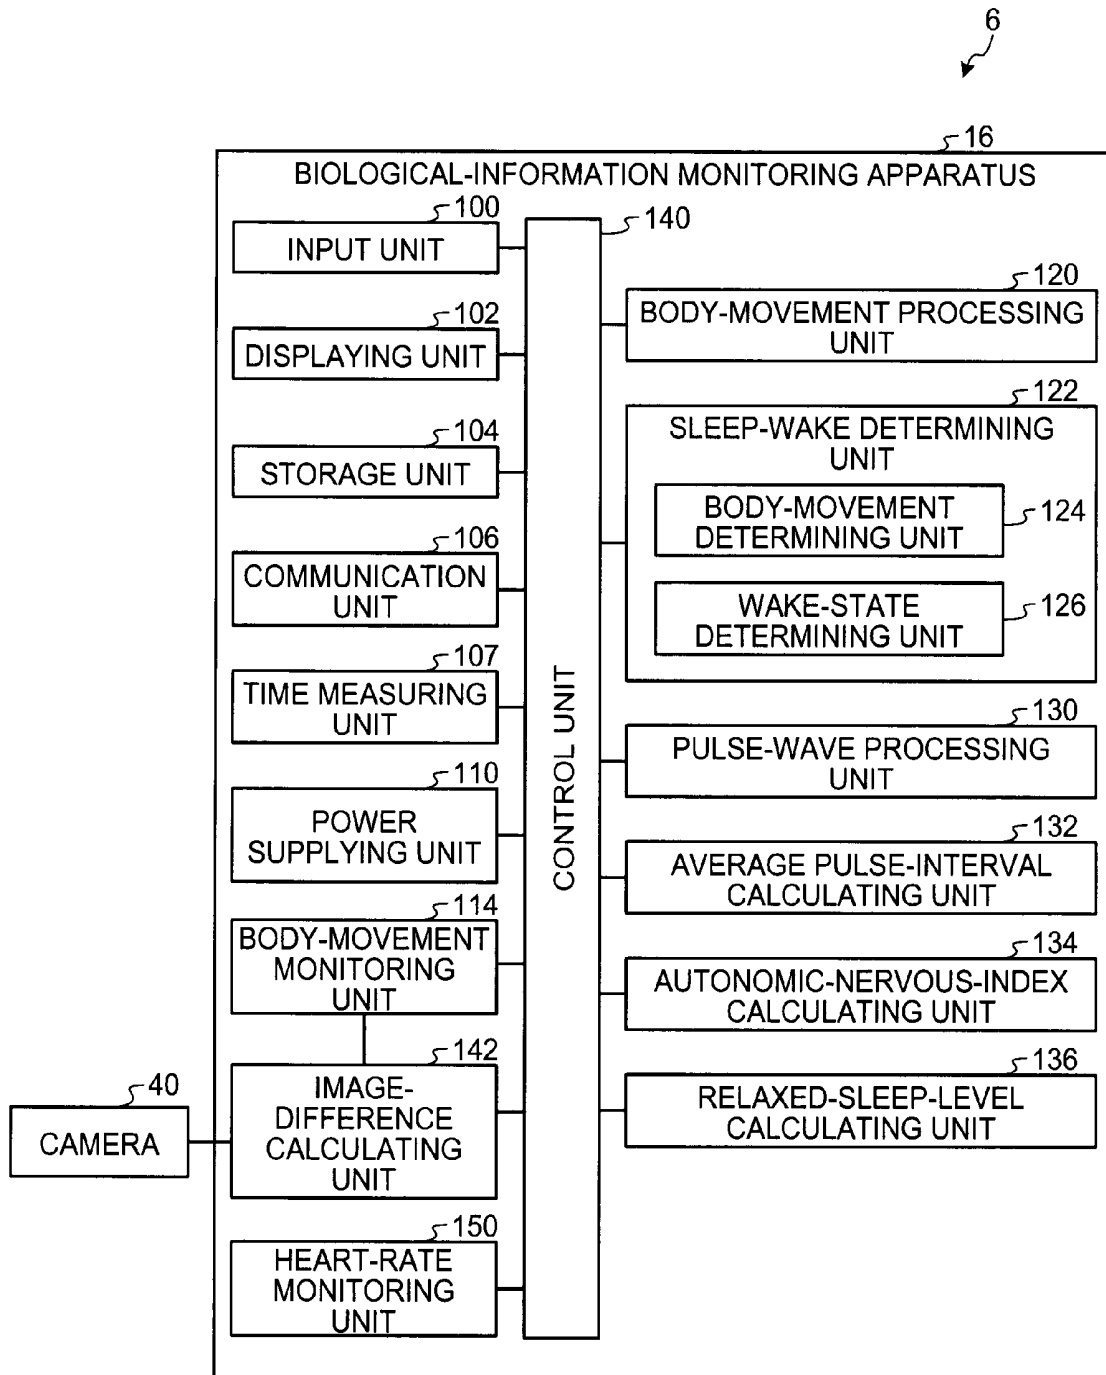 6
16
BIOLOGICAL-INFORMATION MONITORING APPARATUS
100
INPUT UNIT
102
DISPLAYING UNIT
104
STORAGE UNIT
106
COMMUNICATION
UNIT
107
TIME MEASURING
UNIT
110
POWER
SUPPLYING UNIT
114
BODY-MOVEMENT
MONITORING
UNIT
142
IMAGE-
DIFFERENCE
CALCULATING
UNIT
40
CAMERA
150
HEART-RATE
MONITORING
UNIT
140
CONTROL UNIT
120
BODY-MOVEMENT PROCESSING
UNIT
122
SLEEP-WAKE DETERMINING
UNIT
BODY-MOVEMENT
DETERMINING UNIT
124
WAKE-STATE
DETERMINING UNIT
126
130
PULSE-WAVE PROCESSING
UNIT
132
AVERAGE PULSE-INTERVAL
CALCULATING UNIT
134
AUTONOMIC-NERVOUS-INDEX
CALCULATING UNIT
136
RELAXED-SLEEP-LEVEL
CALCULATING UNIT